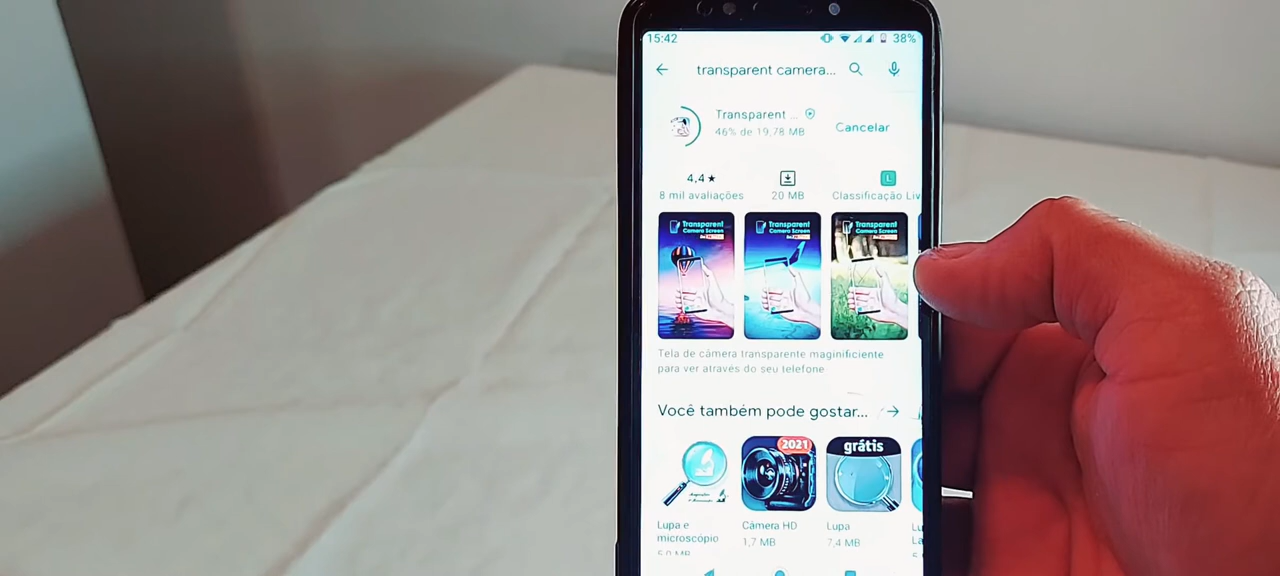 15:42
38%
transparent camera...
Transparent ...
46% de 19.78 MB
Cancelar
4,4★
8 mil avaliações
20 MB
L
Classificação Liv
Transparent
Camera Screen
Transparent
Camera Screen
Transparent
Camera Screen
Tela de câmera transparente maginificiente
para ver através do seu telefone
Você também pode gostar...
2021
grátis
Lupa e
microscópio
Câmera HD
1,7 MB
Lupa
7,4 MB